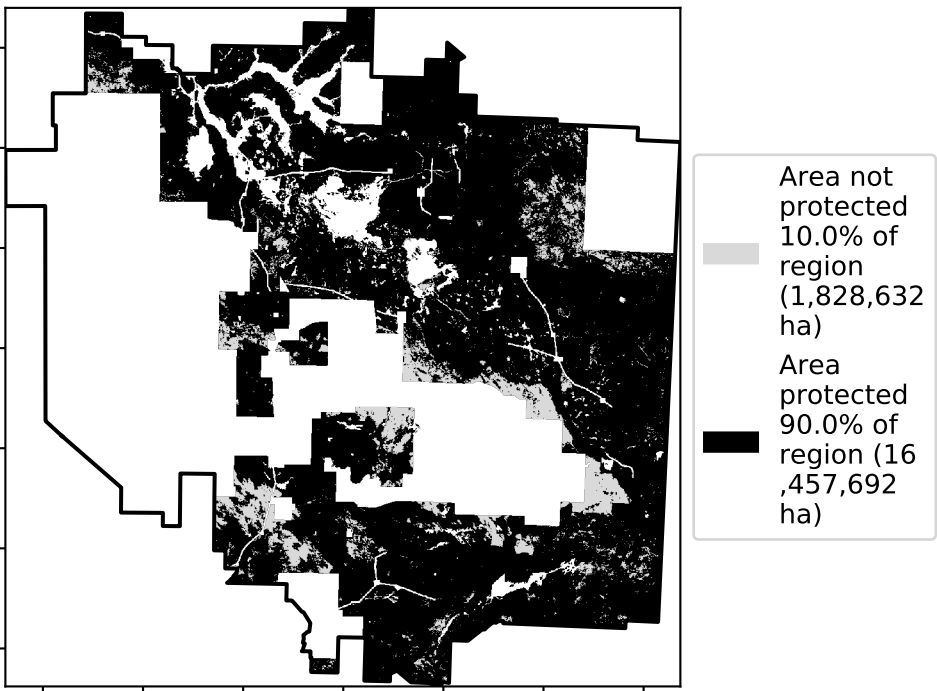 Area not
protected
10.0% of
region
(1,828,632
ha)
Area
protected
90.0% of
region (16
,457,692
ha)